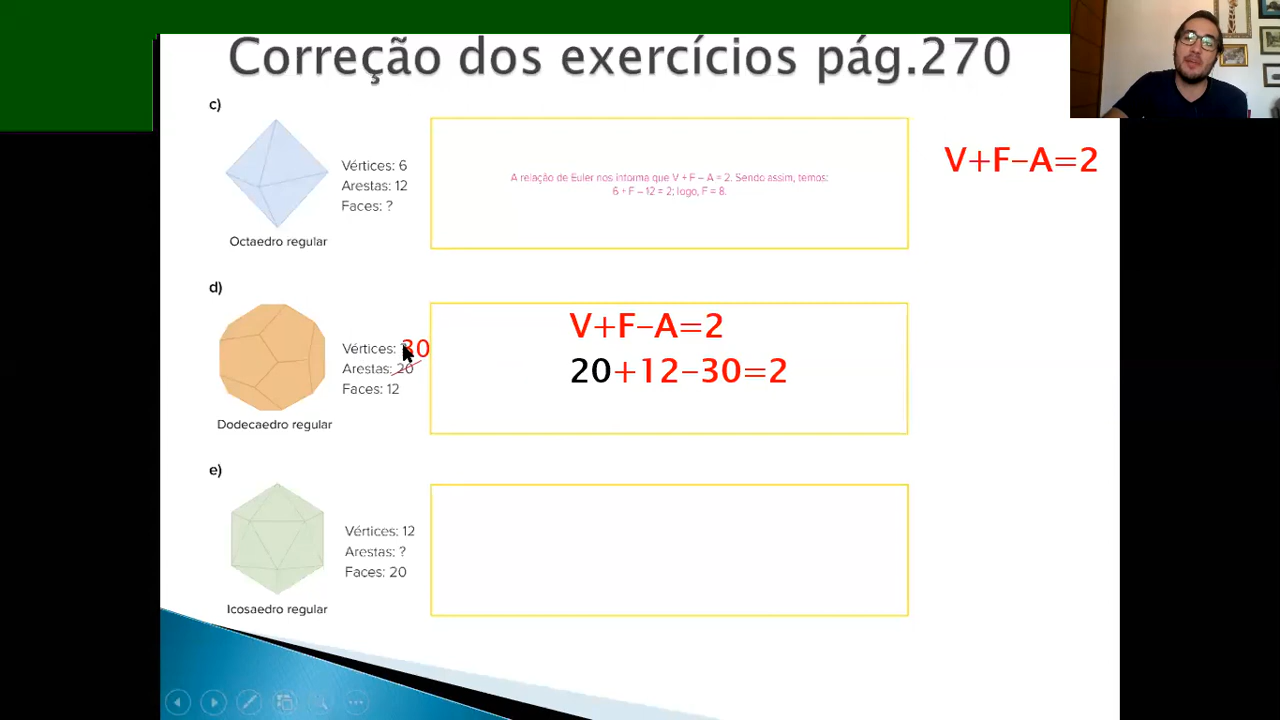 Correção dos exercícios pág.270
c)
Vértices: 6
Arestas: 12
Faces: ?
Octaedro regular
A relação de Euler nos informa que V + F – A = 2. Sendo assim, temos:
6 + F – 12 = 2; logo, F = 8.
V+F–A=2
d)
Vértices: 30
Arestas: 20
Faces: 12
Dodecaedro regular
V+F–A=2
20+12–30=2
e)
Vértices: 12
Arestas: ?
Faces: 20
Icosaedro regular